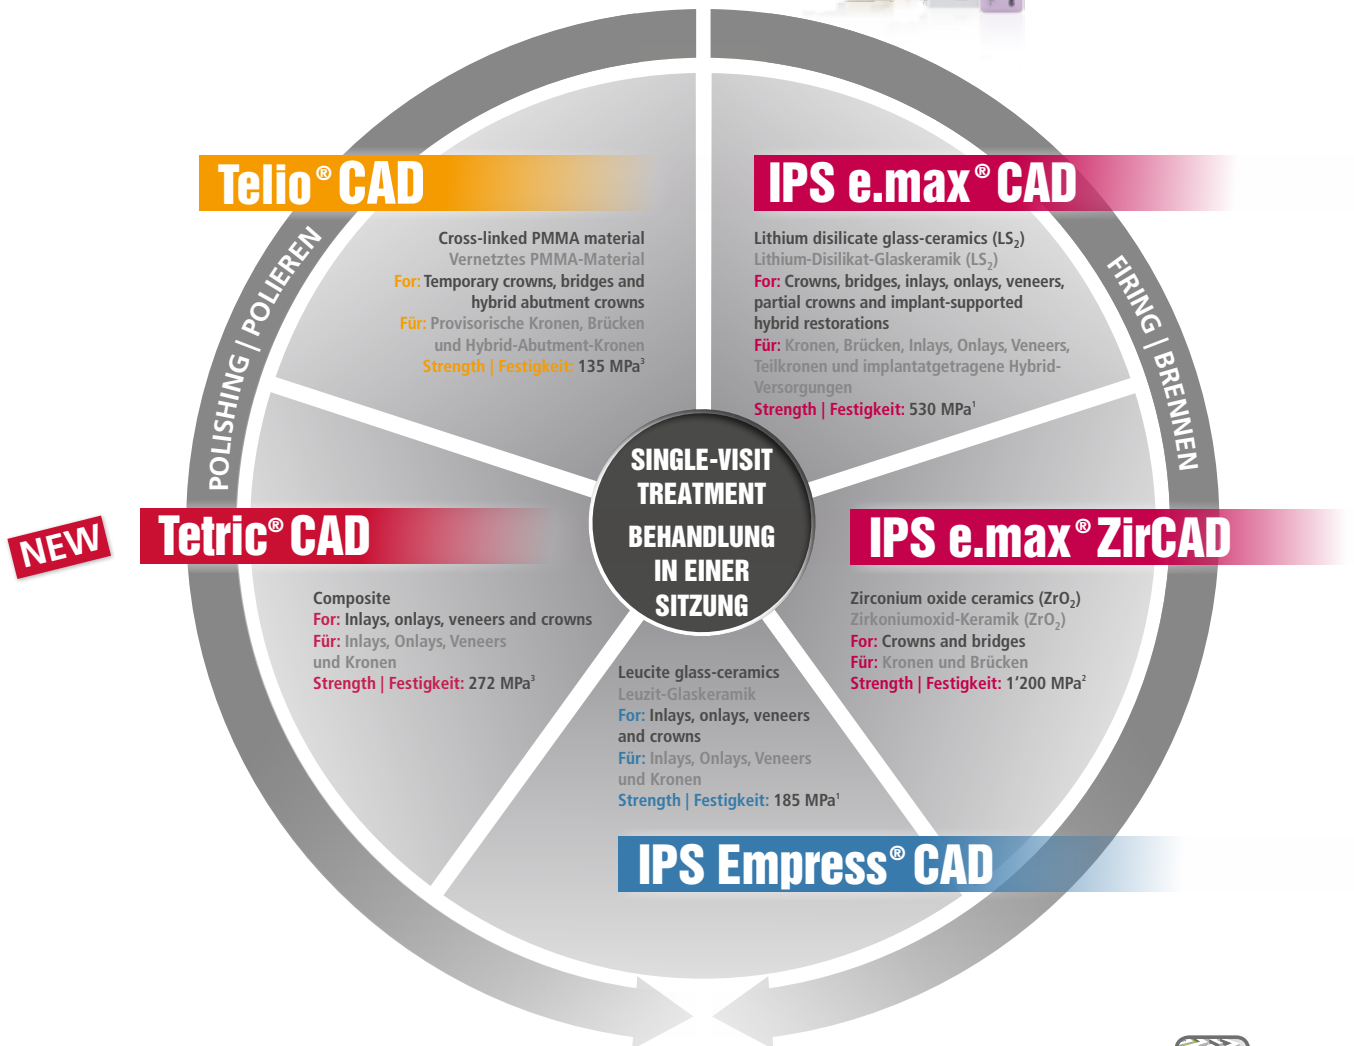 Telio® CAD
Cross-linked PMMA material
Vernetztes PMMA-Material
For: Temporary crowns, bridges and
hybrid abutment crowns
Für: Provisorische Kronen, Brücken
und Hybrid-Abutment-Kronen
Strength | Festigkeit: 135 MPa³
IPS e.max® CAD
Lithium disilicate glass-ceramics (LS₂)
Lithium-Disilikat-Glaskeramik (LS₂)
For: Crowns, bridges, inlays, onlays, veneers,
partial crowns and implant-supported
hybrid restorations
Für: Kronen, Brücken, Inlays, Onlays, Veneers,
Teilkronen und implantatgetragene Hybrid-
Versorgungen
Strength | Festigkeit: 530 MPa¹
POLISHING | POLIEREN
FIRING | BRENNEN
SINGLE-VISIT
TREATMENT
BEHANDLUNG
IN EINER
SITZUNG
NEW
Tetric® CAD
Composite
For: Inlays, onlays, veneers and crowns
Für: Inlays, Onlays, Veneers
und Kronen
Strength | Festigkeit: 272 MPa³
IPS e.max® ZirCAD
Zirconium oxide ceramics (ZrO₂)
Zirkoniumoxid-Keramik (ZrO₂)
For: Crowns and bridges
Für: Kronen und Brücken
Strength | Festigkeit: 1’200 MPa²
Leucite glass-ceramics
Leuzit-Glaskeramik
For: Inlays, onlays, veneers
and crowns
Für: Inlays, Onlays, Veneers
und Kronen
Strength | Festigkeit: 185 MPa¹
IPS Empress® CAD